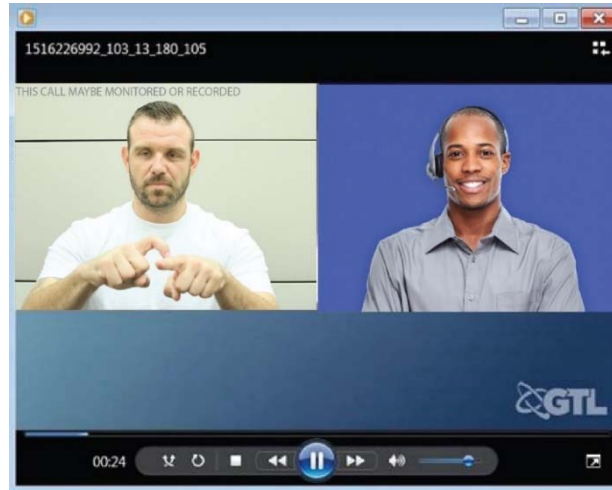 1516226992_103_13_180_105
THIS CALL MAYBE MONITORED OR RECORDED
GTL
00:24